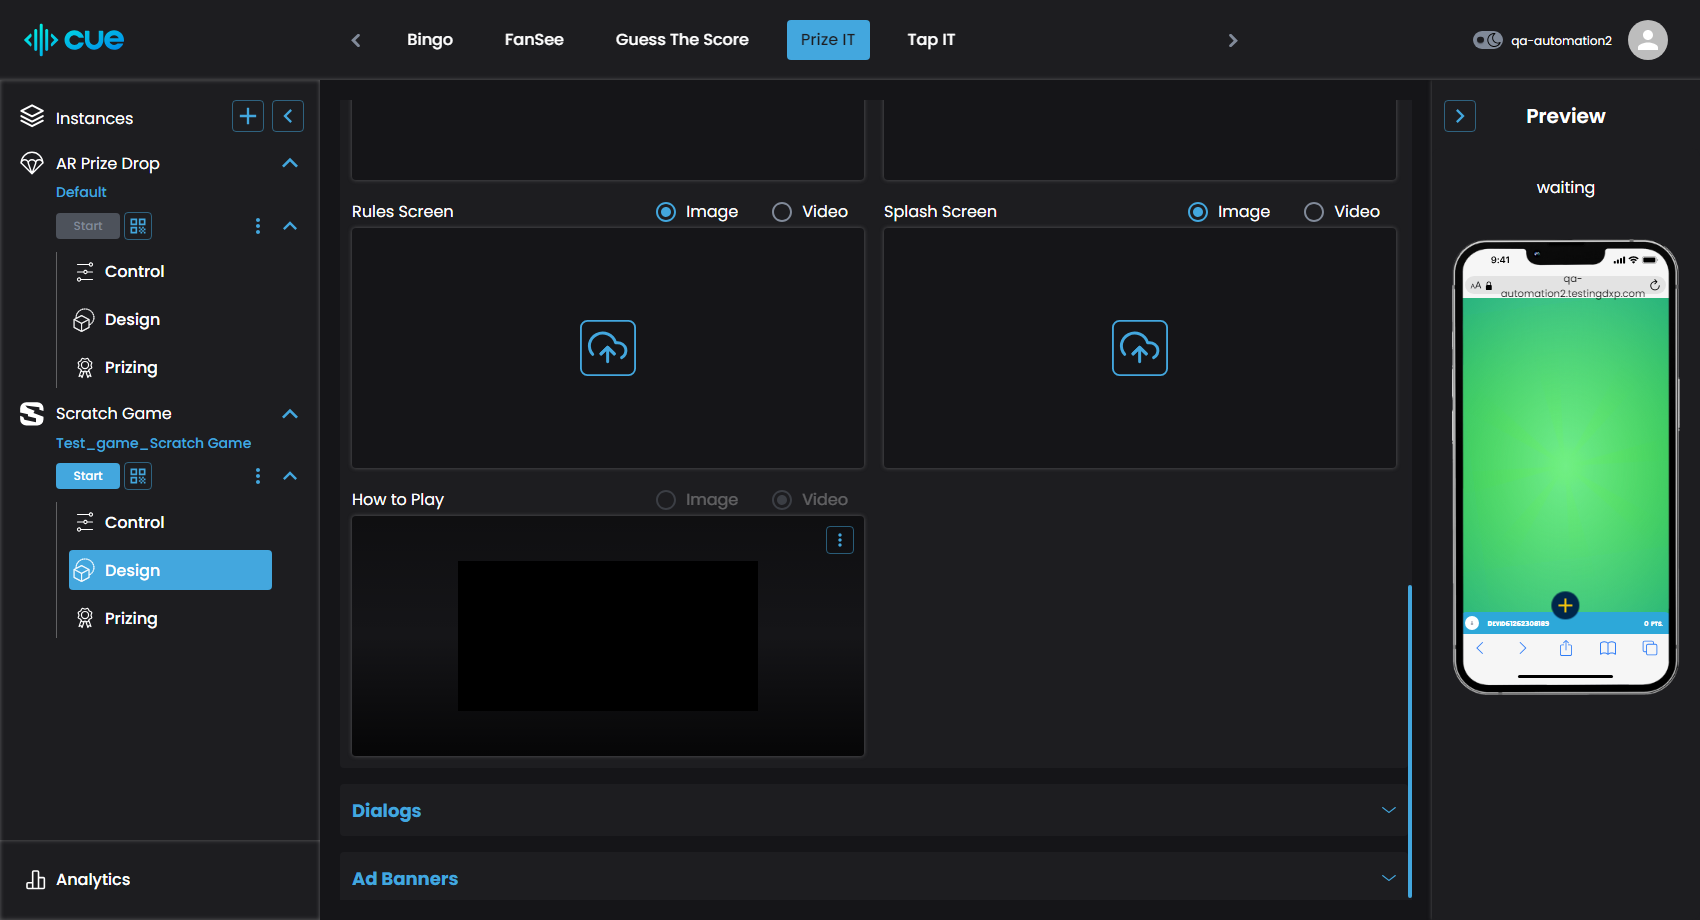 cue
Bingo
FanSee
Guess The Score
Prize IT
Tap IT
qa-automation2
Instances
AR Prize Drop
Default
Start
Control
Design
Prizing
Scratch Game
Test_game_Scratch Game
Start
Control
Design
Prizing
Analytics
Rules Screen
Image
Video
Splash Screen
Image
Video
How to Play
Image
Video
Dialogs
Ad Banners
Preview
waiting
9:41
AA
qa-
automation2.testingdxp.com
0 PTS.